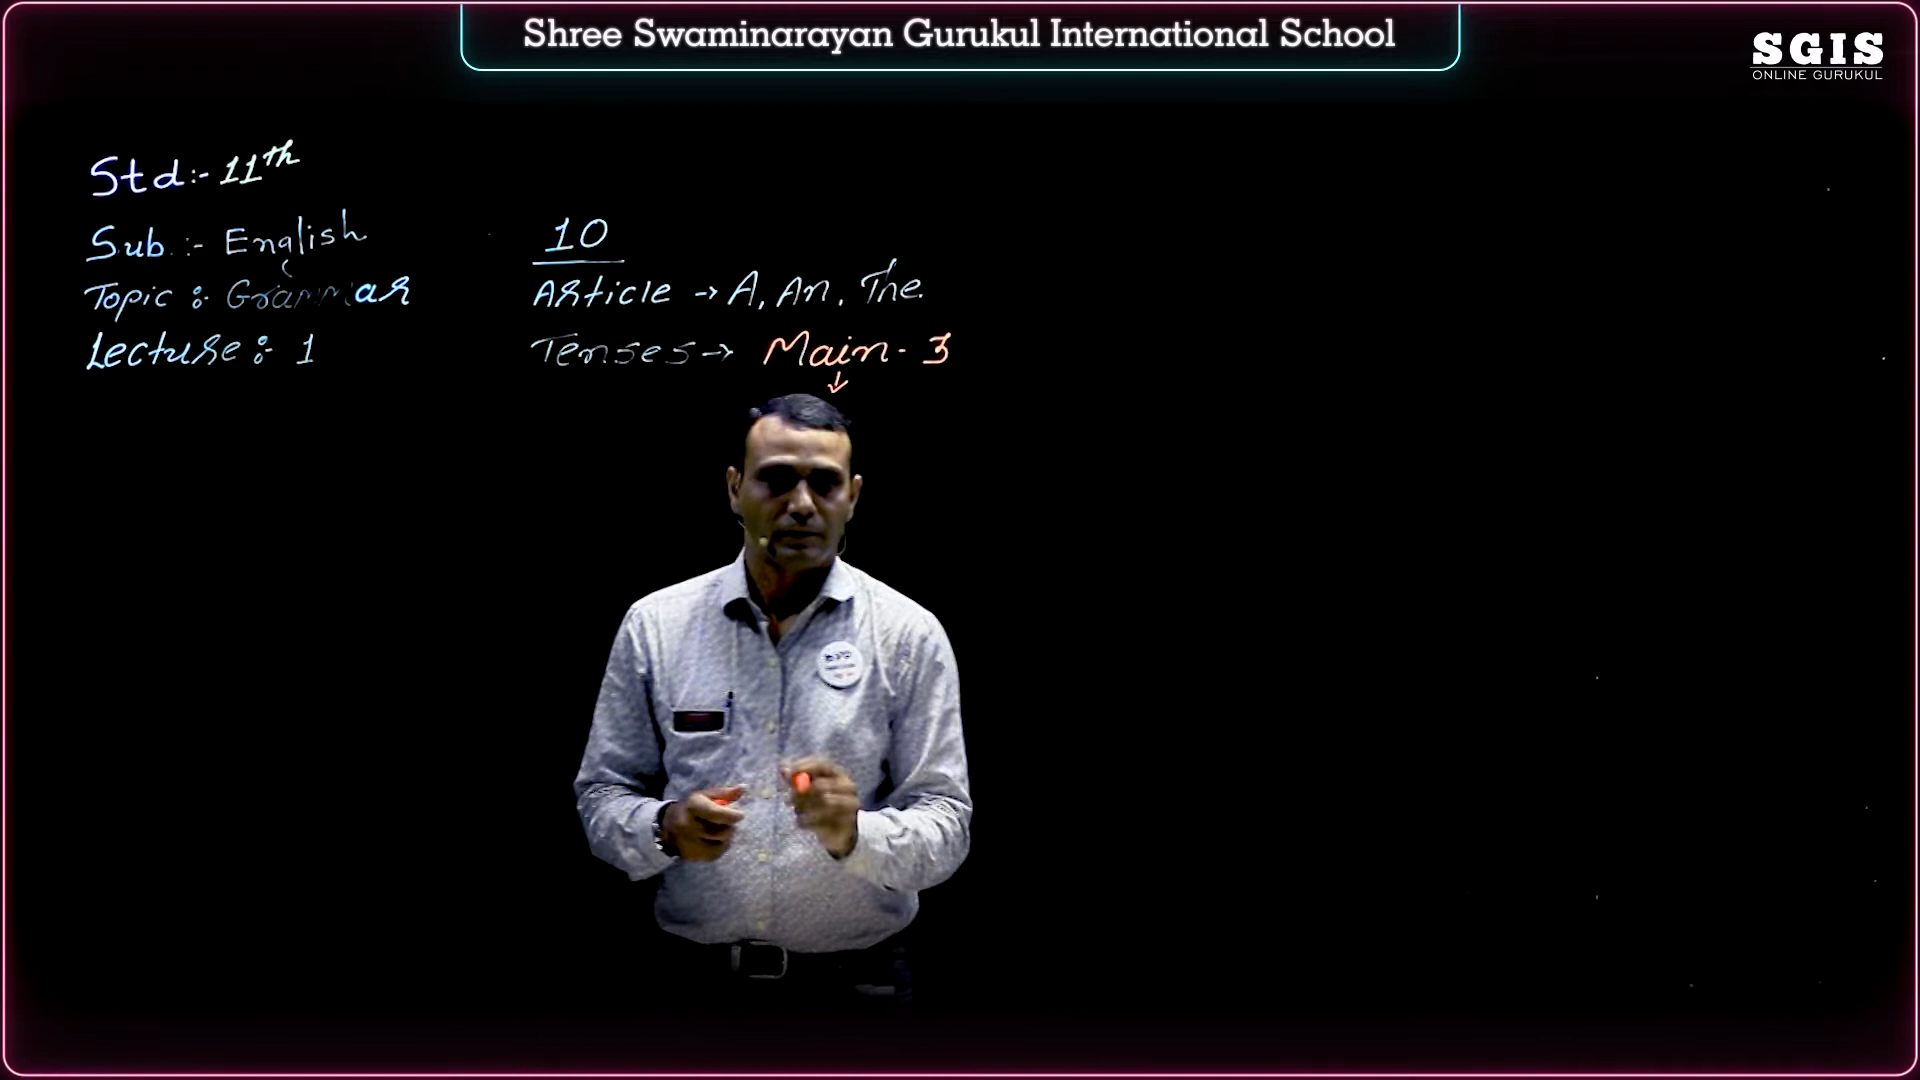 Shree Swaminarayan Gurukul International School
SGIS
ONLINE GURUKUL
Std:- 11th
Sub :- English
Topic :- Grammar
Lecture :- 1
10
Article → A, An, The.
Tenses → Main - 3